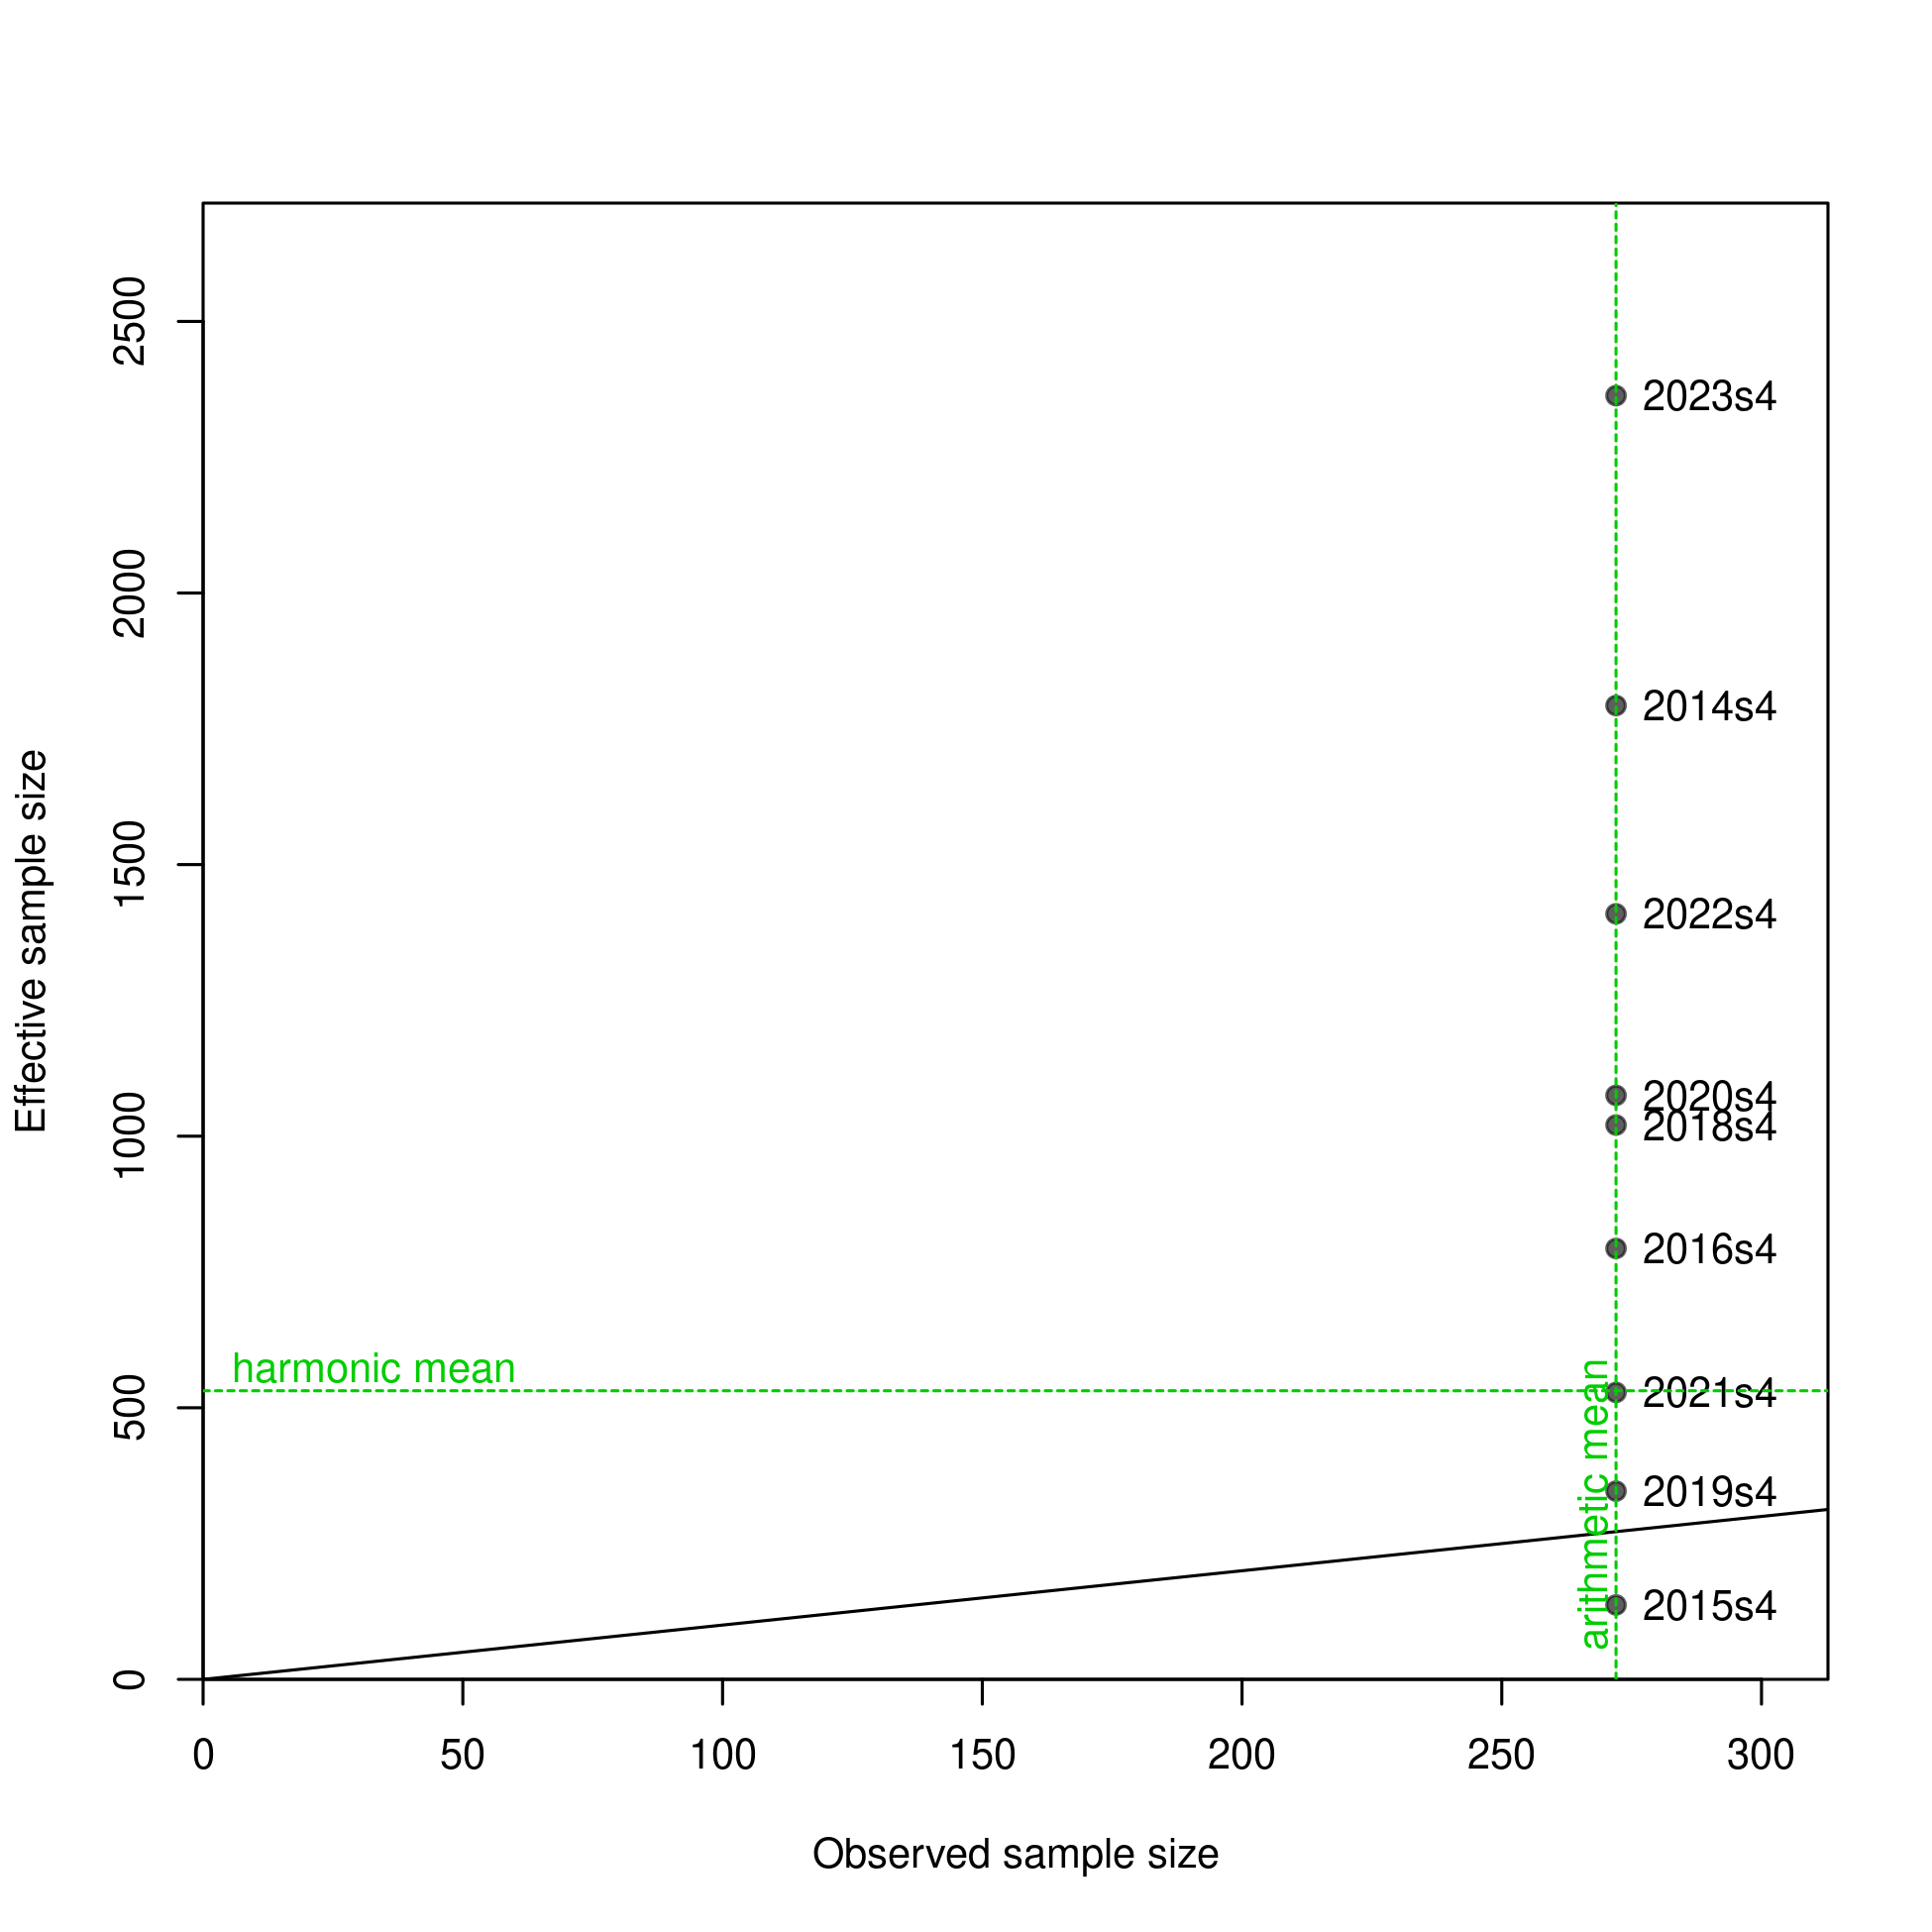 Effective sample size
2500
2000
1500
1000
500
0
2023s4
2014s4
2022s4
2020s4
2018s4
2016s4
harmonic mean
2021s4
arithmetic mean
2019s4
2015s4
0 50 100 150 200 250 300
Observed sample size